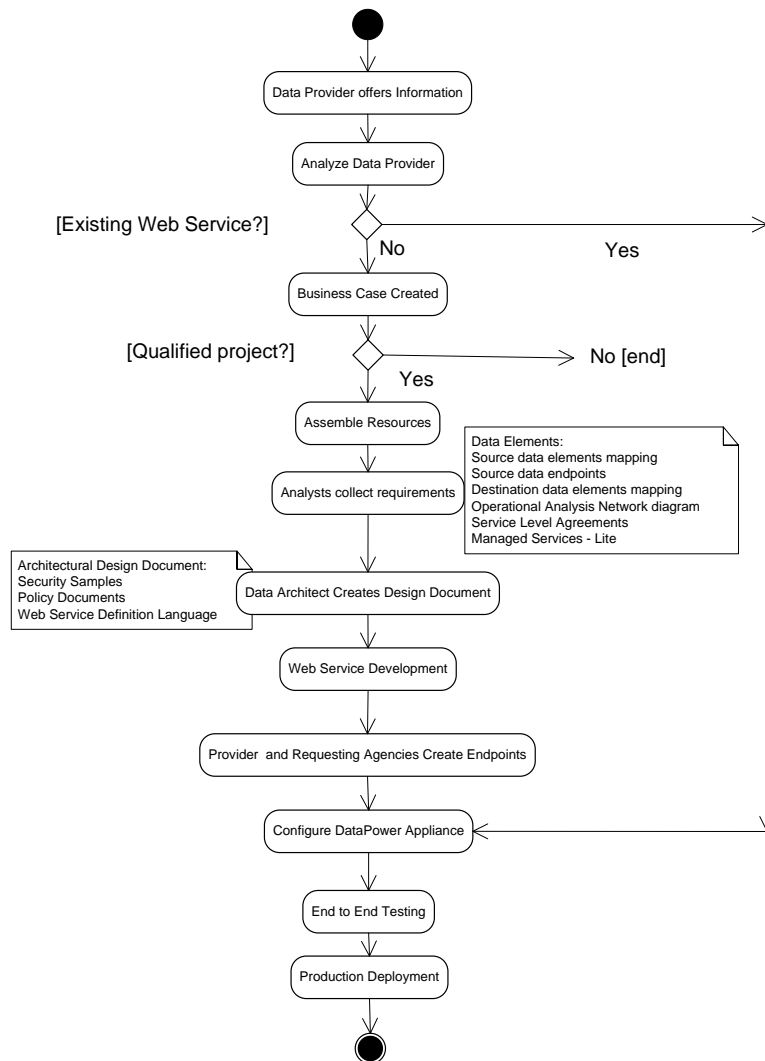 Data Provider offers Information
Analyze Data Provider
[Existing Web Service?]
No
Yes
Business Case Created
[Qualified project?]
No [end]
Yes
Assemble Resources
Data Elements:
Source data elements mapping
Source data endpoints
Destination data elements mapping
Operational Analysis Network diagram
Service Level Agreements
Managed Services - Lite
Analysts collect requirements
Architectural Design Document:
Security Samples
Policy Documents
Web Service Definition Language
Data Architect Creates Design Document
Web Service Development
Provider and Requesting Agencies Create Endpoints
Configure DataPower Appliance
End to End Testing
Production Deployment